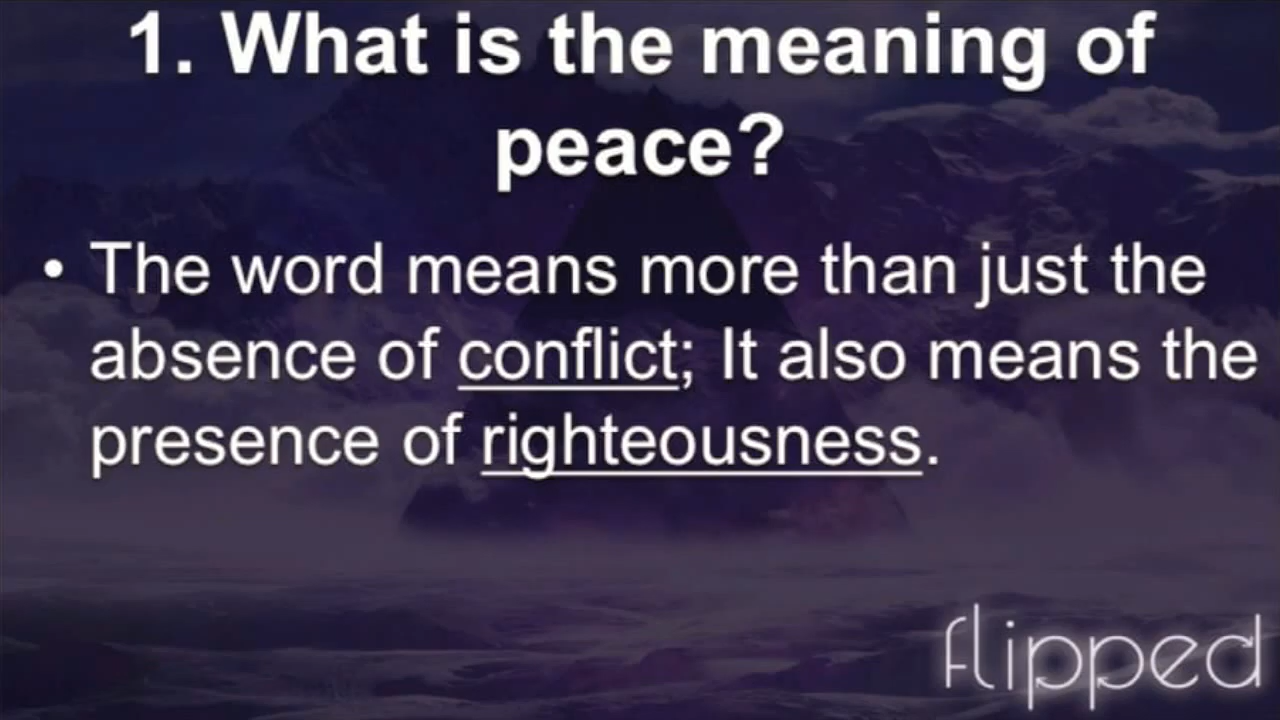 1. What is the meaning of
peace?
• The word means more than just the
absence of conflict; It also means the
presence of righteousness.
flipped